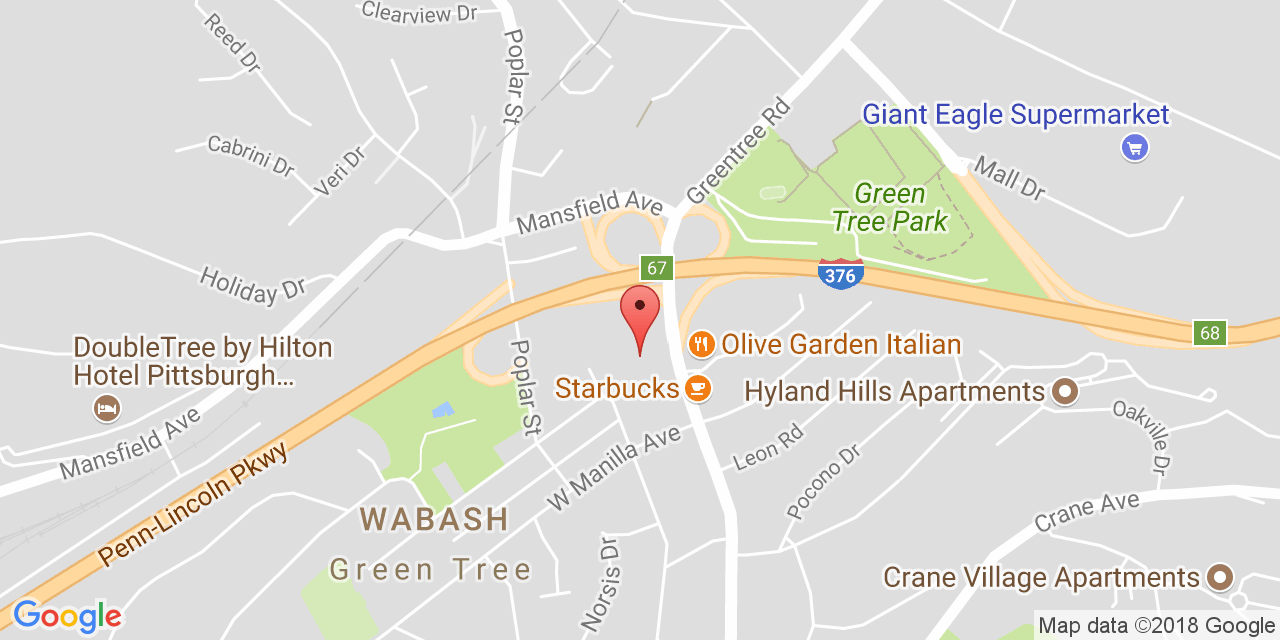 Clearview Dr
Reed Dr
Poplar St
Greentree Rd
Giant Eagle Supermarket
Cabrini Dr
Veri Dr
Mall Dr
Green
Tree Park
Mansfield Ave
67
376
Holiday Dr
68
DoubleTree by Hilton
Hotel Pittsburgh...
Olive Garden Italian
Starbucks
Hyland Hills Apartments
Poplar St
Mansfield Ave
Oakville Dr
Leon Rd
W Manilla Ave
Pocono Dr
Penn-Lincoln Pkwy
WABASH
Green Tree
Crane Ave
Norsis Dr
Crane Village Apartments
Google
Map data ©2018 Google